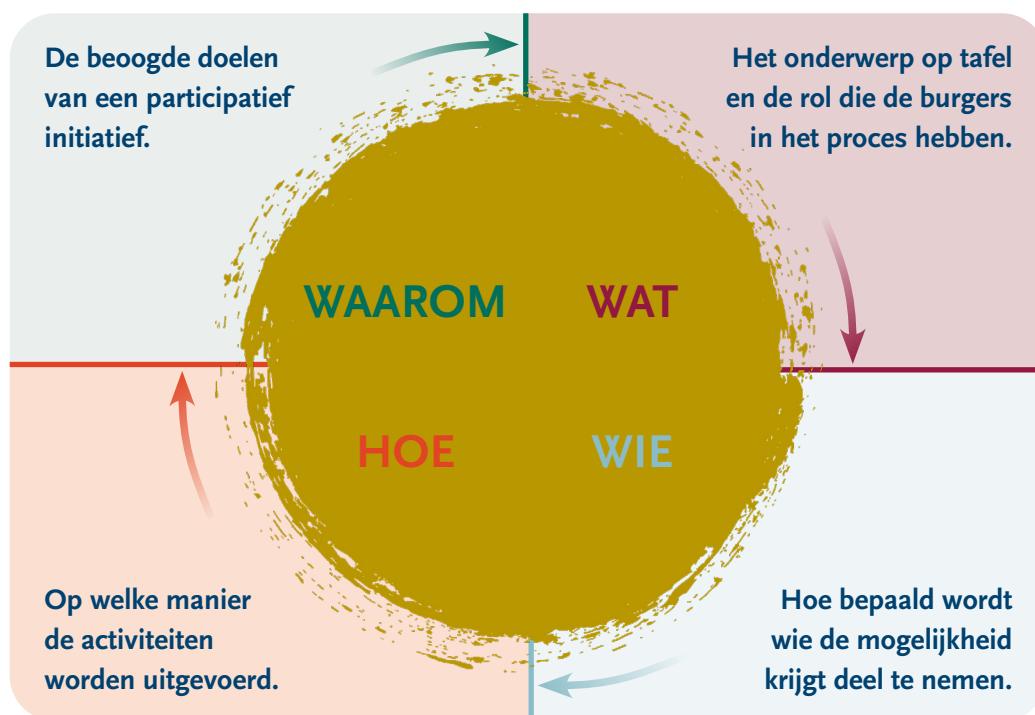 De beoogde doelen
van een participatief
initiatief.
Het onderwerp op tafel
en de rol die de burgers
in het proces hebben.
WAAROM
WAT
HOE
WIE
Op welke manier
de activiteiten
worden uitgevoerd.
Hoe bepaald wordt
wie de mogelijkheid
krijgt deel te nemen.